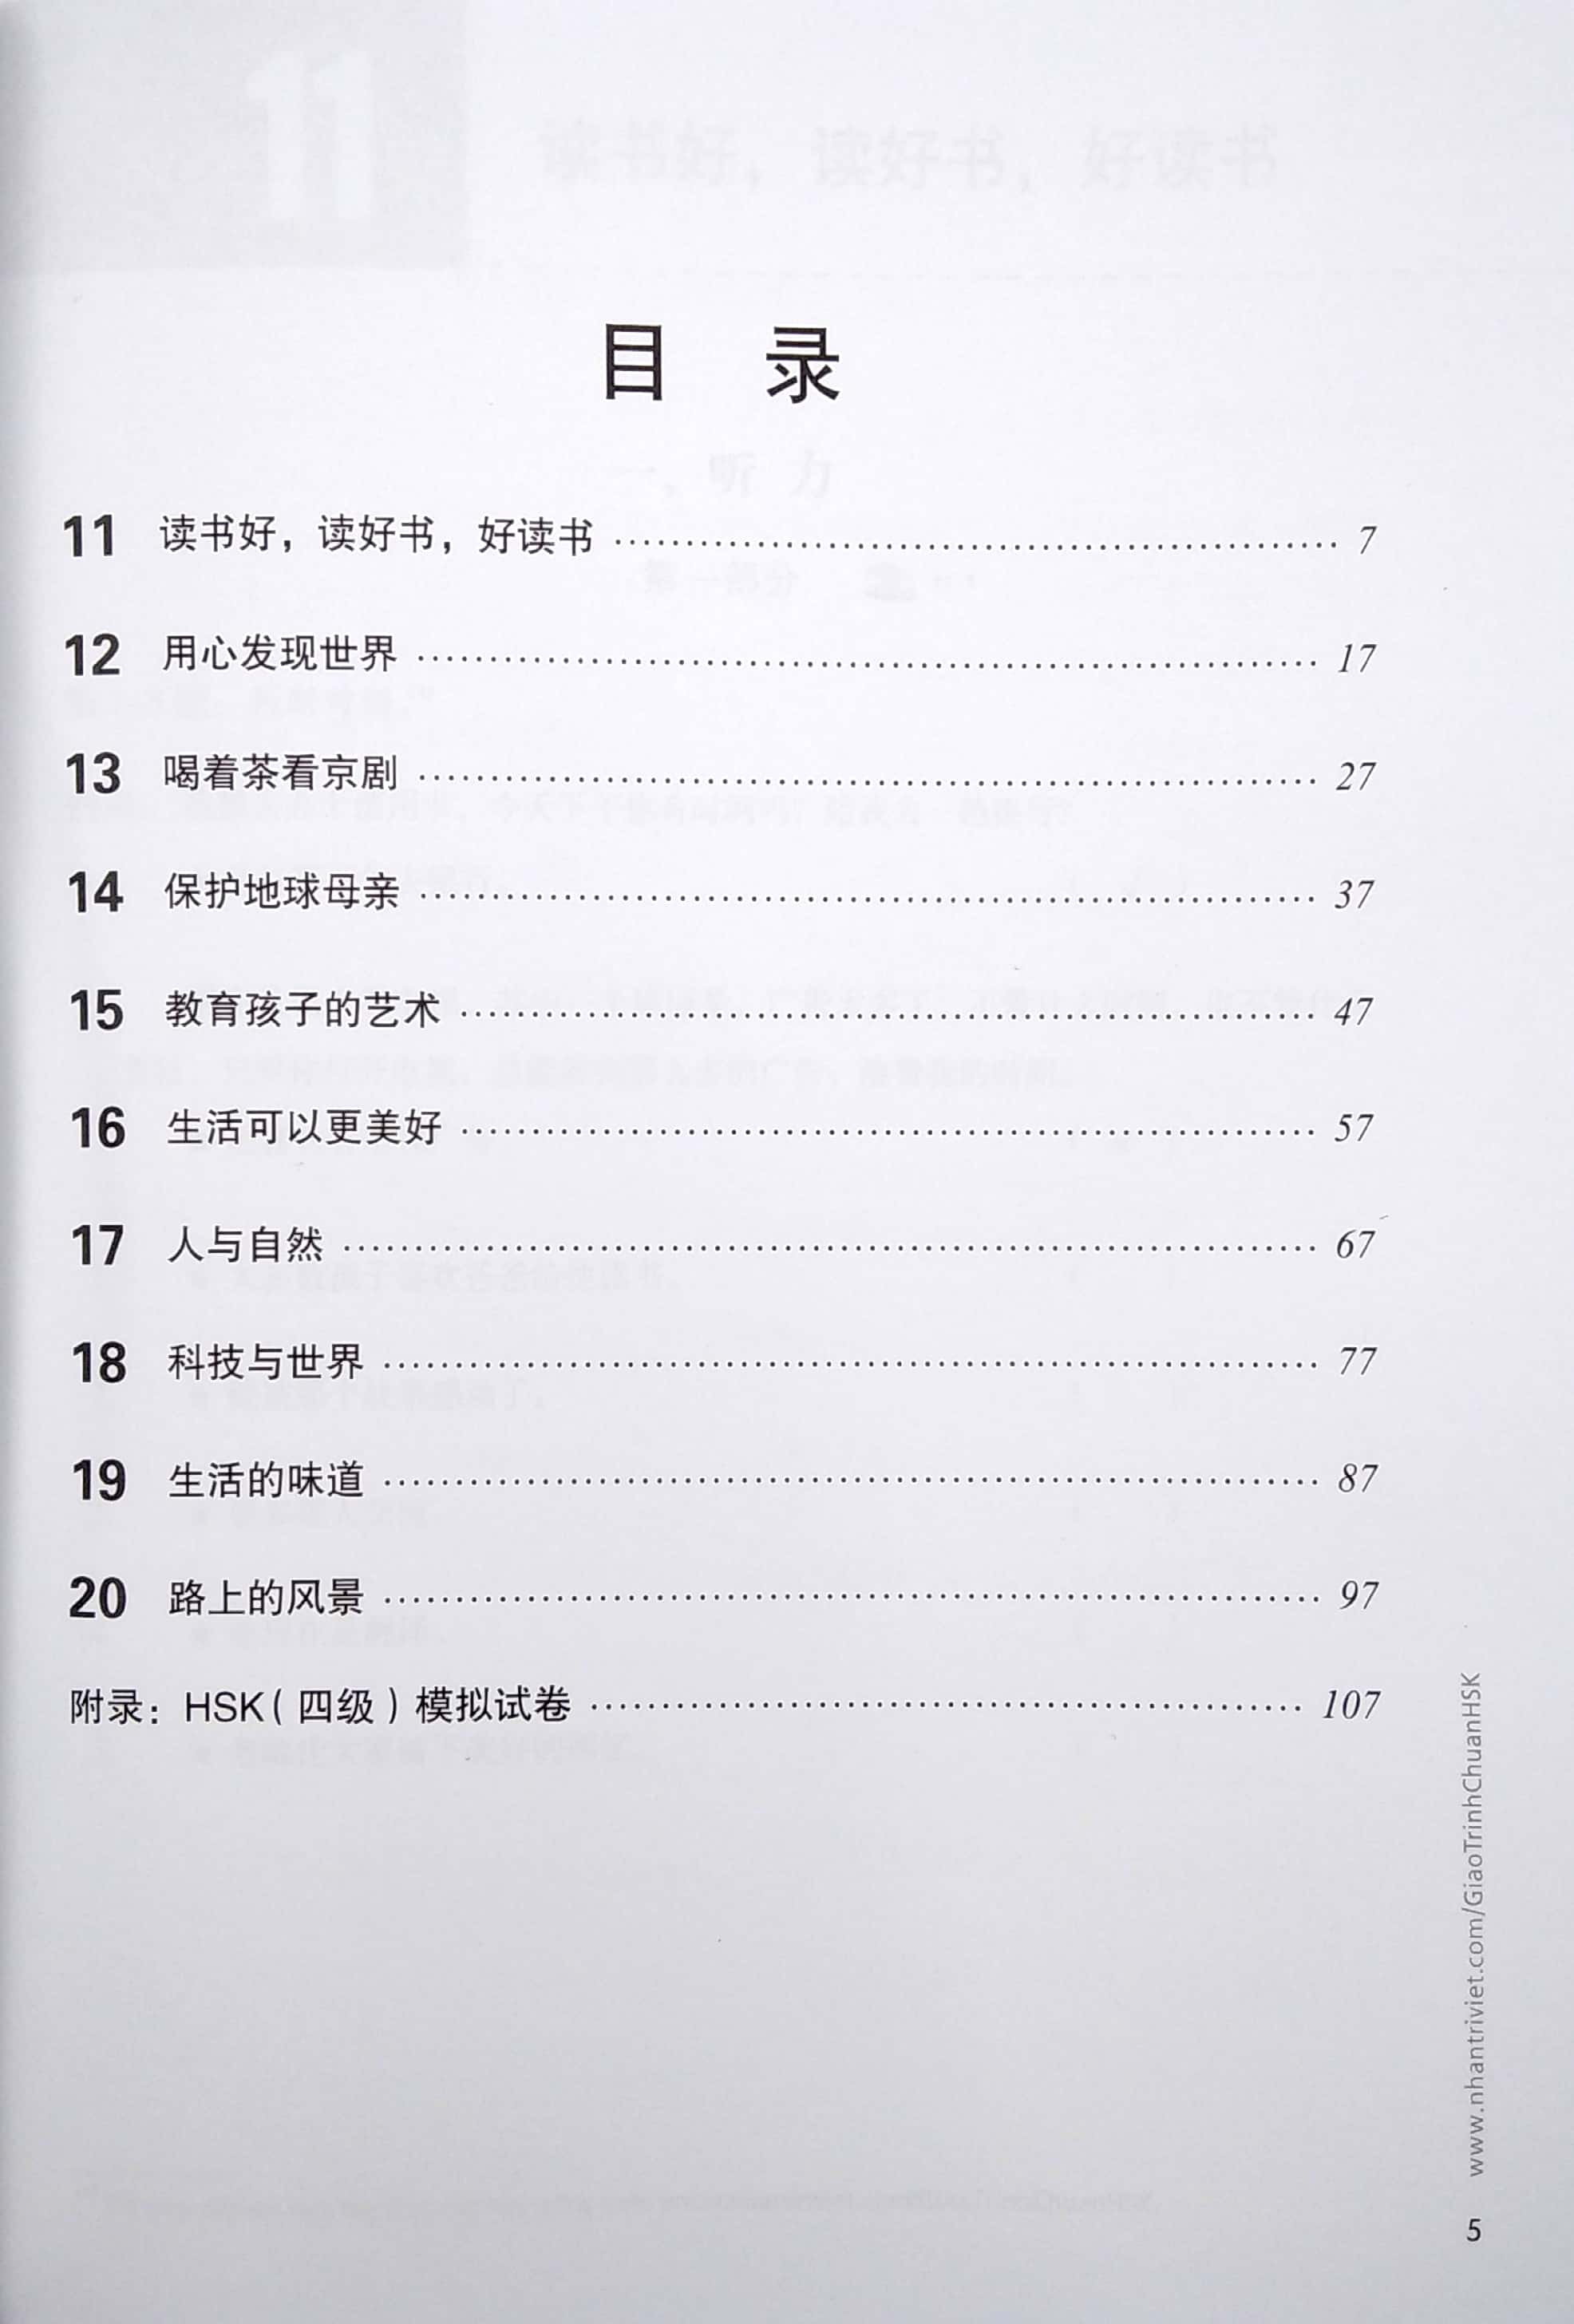 目 录
11 读书好，读好书，好读书 ........ 7
12 用心发现世界 ........ 17
13 喝着茶看京剧 ........ 27
14 保护地球母亲 ........ 37
15 教育孩子的艺术 ........ 47
16 生活可以更美好 ........ 57
17 人与自然 ........ 67
18 科技与世界 ........ 77
19 生活的味道 ........ 87
20 路上的风景 ........ 97
附录：HSK（四级）模拟试卷 ........ 107
www.nhantriviet.com/GiaoTrinhChuanHSK
5